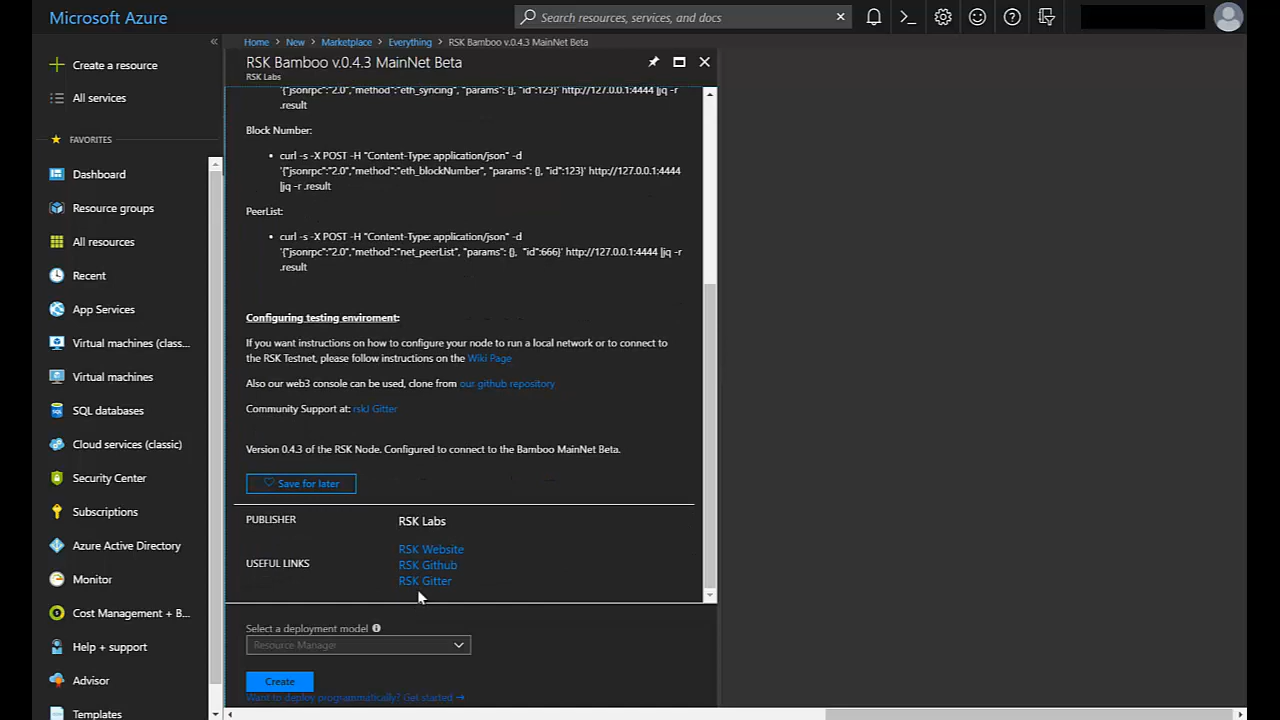 Microsoft Azure
Search resources, services, and docs
Home > New > Marketplace > Everything > RSK Bamboo v.0.4.3 MainNet Beta
RSK Bamboo v.0.4.3 MainNet Beta
RSK Labs
Create a resource
All services
FAVORITES
Dashboard
Resource groups
All resources
Recent
App Services
Virtual machines (class...
Virtual machines
SQL databases
Cloud services (classic)
Security Center
Subscriptions
Azure Active Directory
Monitor
Cost Management + B...
Help + support
Advisor
Templates
'{"jsonrpc":"2.0","method":"eth_syncing", "params": {}, "id":123}' http://127.0.0.1:4444 |jq -r
.result
Block Number:
• curl -s -X POST -H "Content-Type: application/json" -d
'{"jsonrpc":"2.0","method":"eth_blockNumber", "params": {}, "id":123}' http://127.0.0.1:4444
|jq -r .result
PeerList:
• curl -s -X POST -H "Content-Type: application/json" -d
'{"jsonrpc":"2.0","method":"net_peerList", "params": {}, "id":666}' http://127.0.0.1:4444 |jq -r
.result
Configuring testing enviroment:
If you want instructions on how to configure your node to run a local network or to connect to
the RSK Testnet, please follow instructions on the Wiki Page
Also our web3 console can be used, clone from our github repository
Community Support at: rskJ Gitter
Version 0.4.3 of the RSK Node. Configured to connect to the Bamboo MainNet Beta.
Save for later
PUBLISHER
RSK Labs
USEFUL LINKS
RSK Website
RSK Github
RSK Gitter
Select a deployment model
Resource Manager
Create
Want to deploy programmatically? Get started →